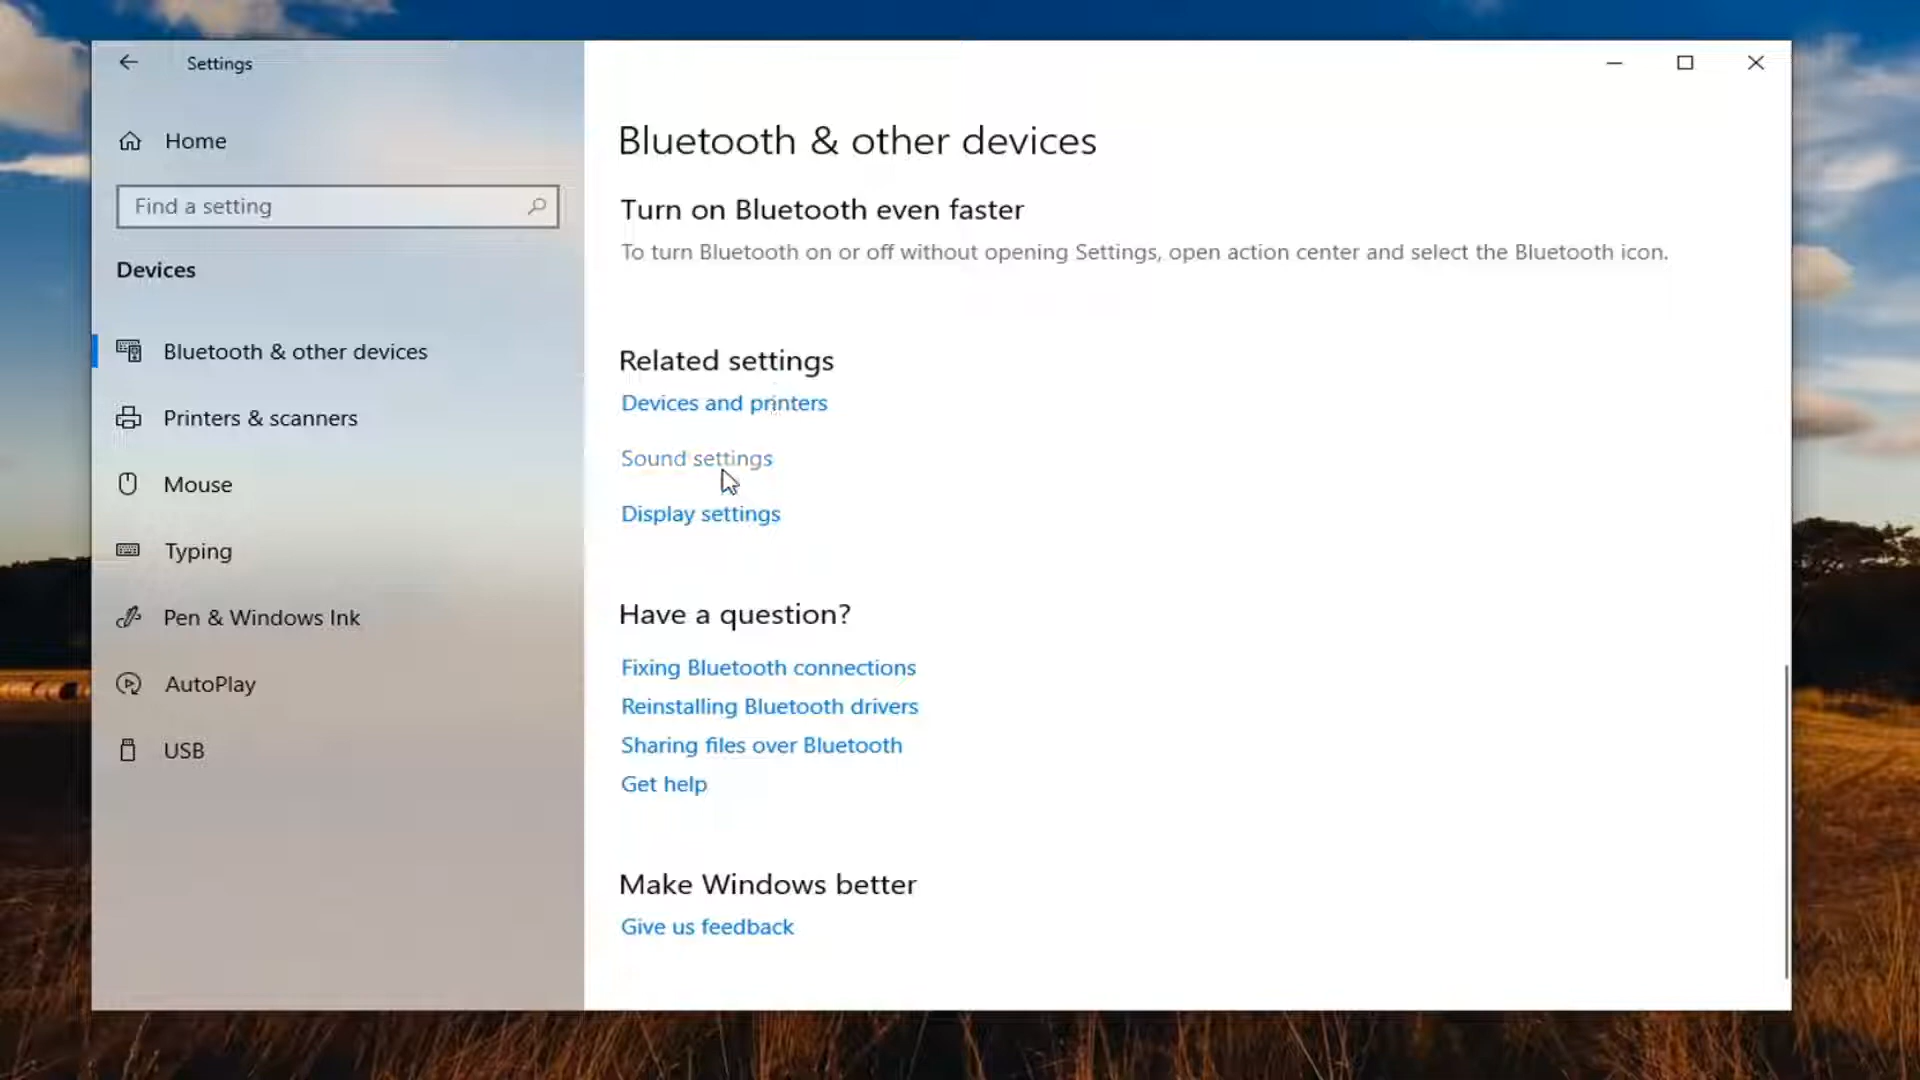 Settings
Home
Find a setting
Devices
Bluetooth & other devices
Printers & scanners
Mouse
Typing
Pen & Windows Ink
AutoPlay
USB
Bluetooth & other devices
Turn on Bluetooth even faster
To turn Bluetooth on or off without opening Settings, open action center and select the Bluetooth icon.
Related settings
Devices and printers
Sound settings
Display settings
Have a question?
Fixing Bluetooth connections
Reinstalling Bluetooth drivers
Sharing files over Bluetooth
Get help
Make Windows better
Give us feedback